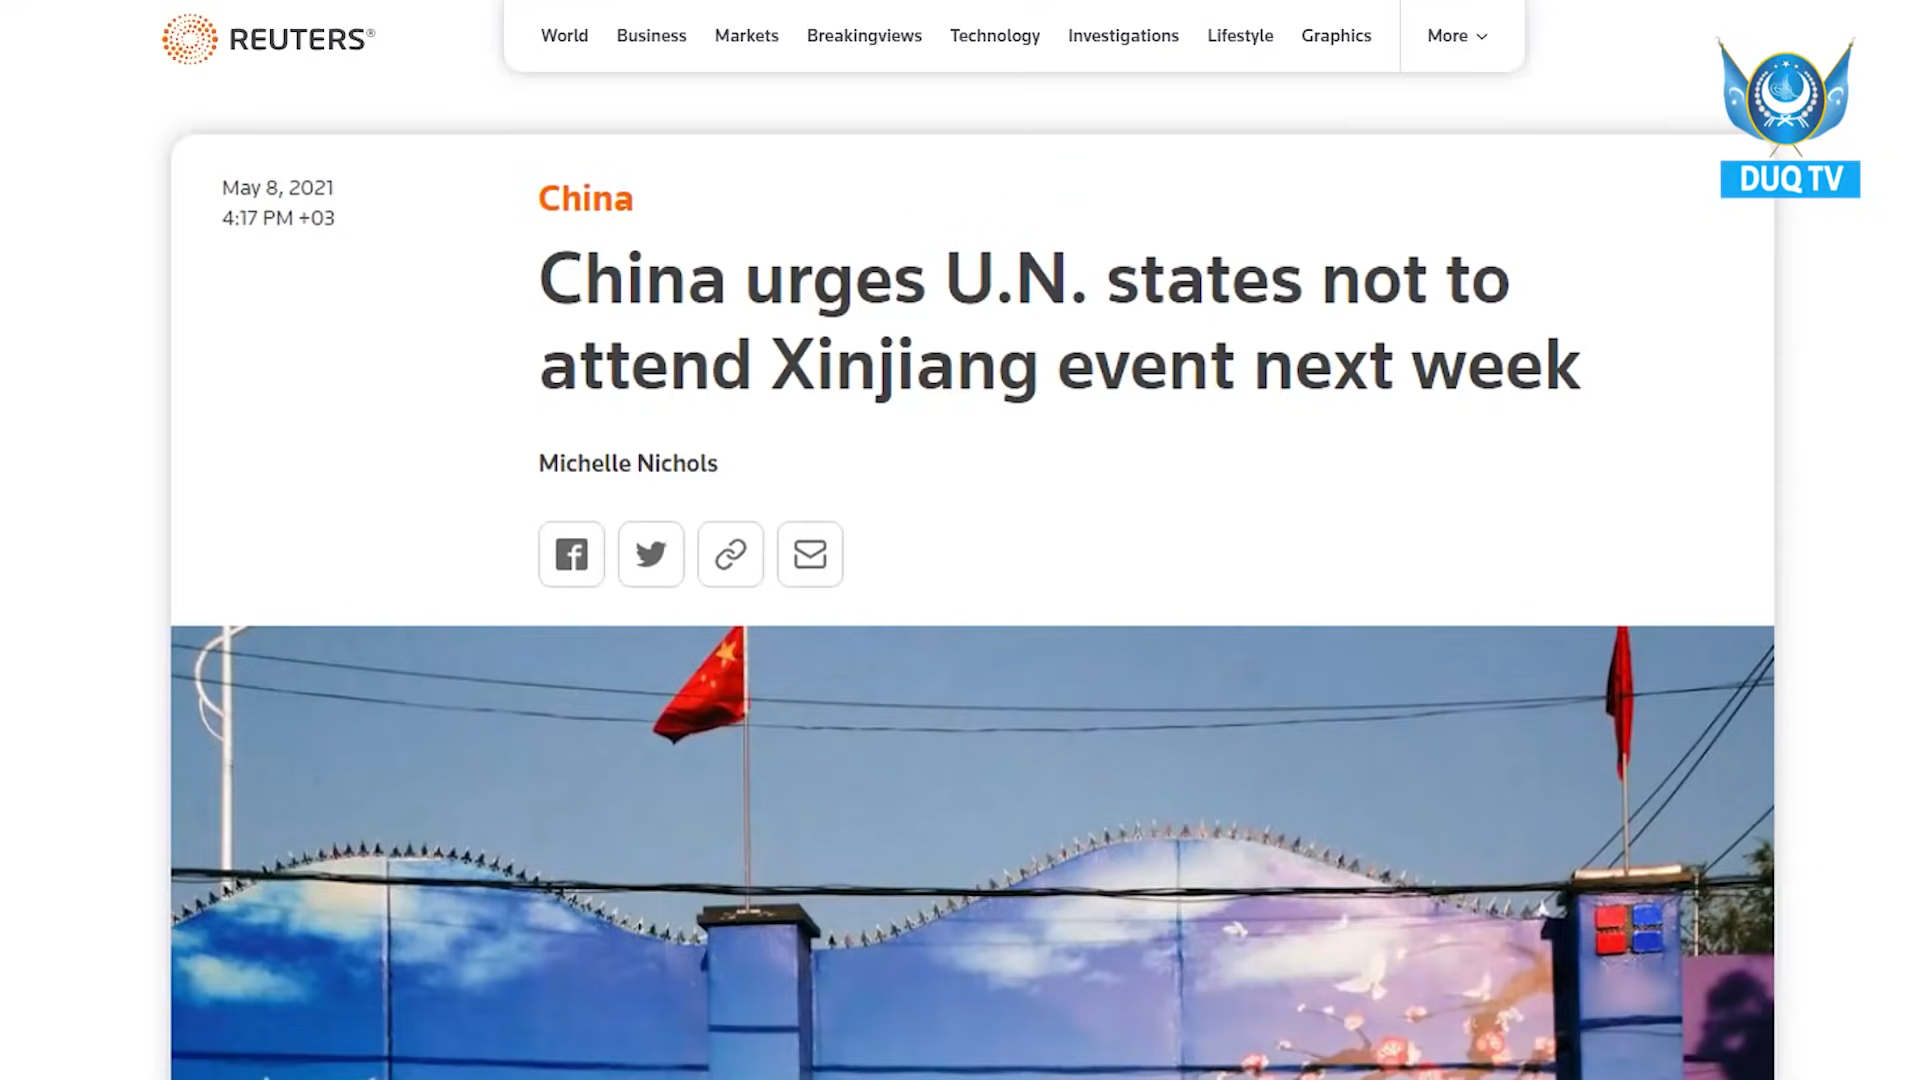 REUTERS®
World Business Markets Breakingviews Technology Investigations Lifestyle Graphics More
DUQ TV
May 8, 2021
4:17 PM +03
China
China urges U.N. states not to
attend Xinjiang event next week
Michelle Nichols